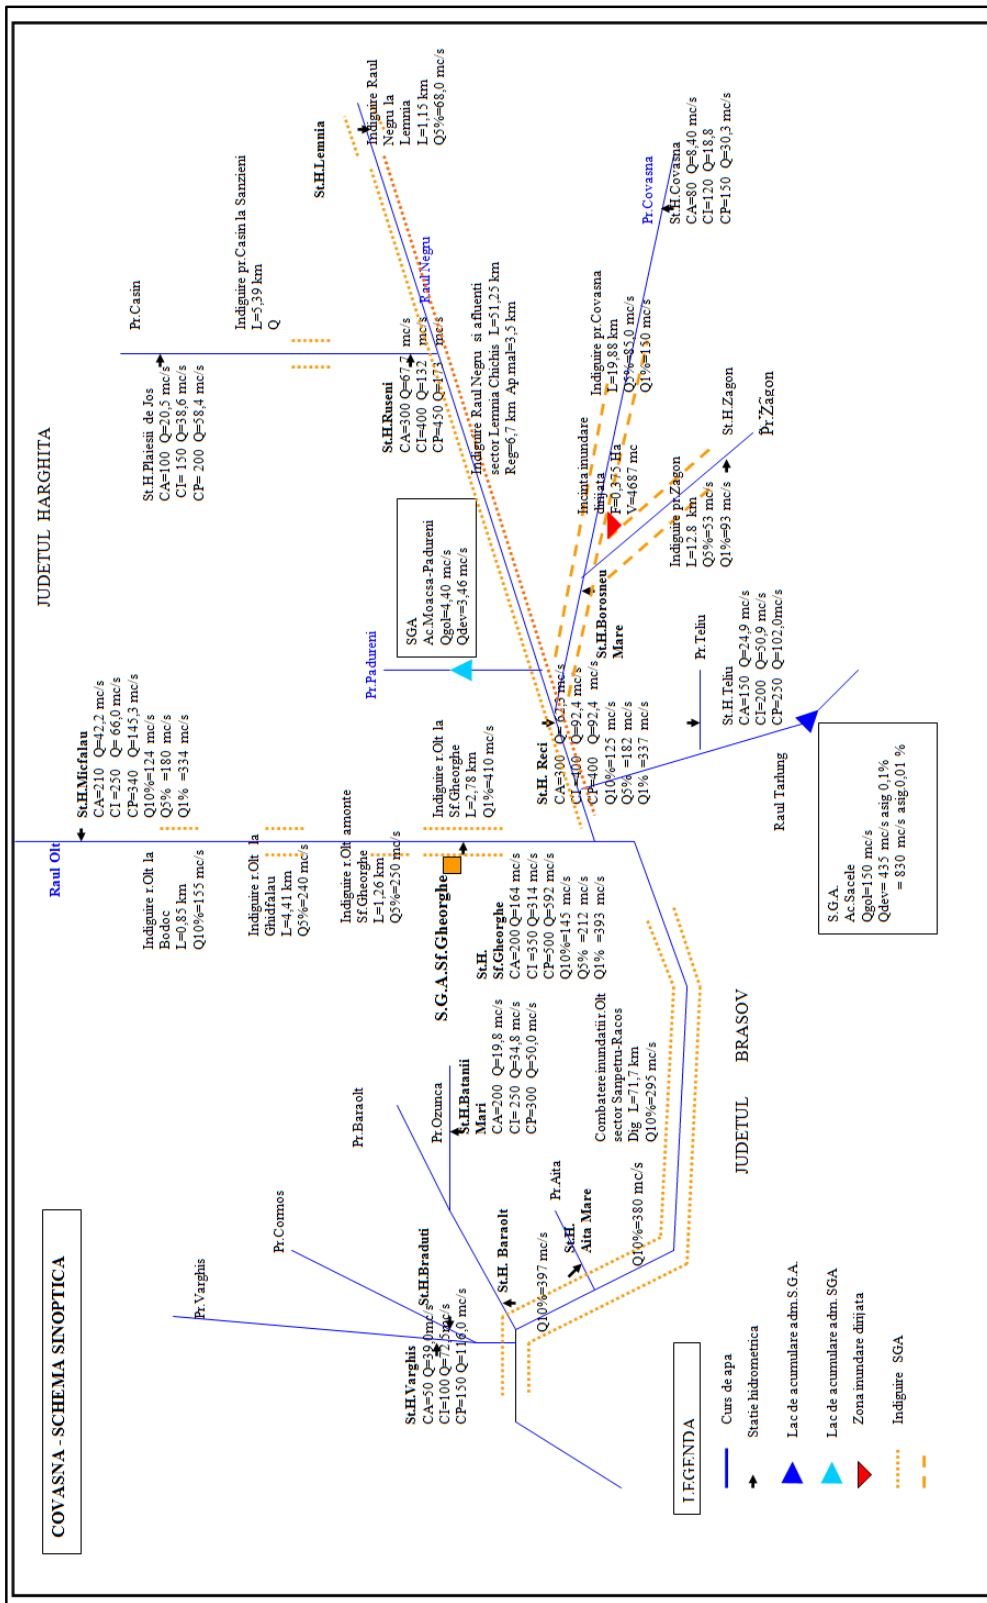 COVASNA - SCHEMA SINOPTICA
JUDETUL HARGHITA
Raul Olt
St.H.Micfalau
CA=210 Q=42,2 mc/s
CI =250 Q= 66,0 mc/s
CP=340 Q=145,3 mc/s
Q10%=124 mc/s
Q5% =180 mc/s
Q1% =334 mc/s
Indiguire r.Olt la
Bodoc
L=0,85 km
Q10%=155 mc/s
Indiguire r.Olt la
Ghidfalau
L=4,41 km
Q5%=240 mc/s
Indiguire r.Olt amonte
Sf.Gheorghe
L=1,26 km
Q5%=250 mc/s
Indiguire r.Olt la
Sf.Gheorghe
L=2,78 km
Q1%=410 mc/s
S.G.A.Sf.Gheorghe
St.H.
Sf.Gheorghe
CA=200 Q=164 mc/s
CI =350 Q=314 mc/s
CP=500 Q=592 mc/s
Q10%=145 mc/s
Q5% =212 mc/s
Q1% =393 mc/s
Pr.Casin
St.H.Plaiesii de Jos
CA=100 Q=20,5 mc/s
CI= 150 Q=38,6 mc/s
CP= 200 Q=58,4 mc/s
Indiguire pr.Casin la Sanzieni
L=5,39 km
Q
St.H.Lemnia
Indiguire Raul
Negru la
Lemnia
L=1,15 km
Q5%=68,0 mc/s
St.H.Ruseni
CA=300 Q=67,7 mc/s
CI=400 Q=132 mc/s
CP=450 Q=173 mc/s
Raul Negru
Indiguire Raul Negru si afluenti
sector Lemnia Chichis L=51,25 km
Reg=6,7 km Ap.mal=3,5 km
SGA
Ac.Moacsa-Padureni
Qgol=4,40 mc/s
Qdev=3,46 mc/s
Pr.Padureni
St.H. Reci
CA=300 Q= 62,3 mc/s
CI=400 Q=92,4 mc/s
CP=400 Q=92,4 mc/s
Q10%=125 mc/s
Q5% =182 mc/s
Q1% =337 mc/s
Pr.Covasna
St.H.Covasna
CA=80 Q=8,40 mc/s
CI=120 Q=18,8
CP=150 Q=30,3 mc/s
Indiguire pr.Covasna
L=19,88 km
Q5%=85,0 mc/s
Q1%=150 mc/s
Incinta inundare
dirijata
F=0,375 Ha
V=4687 mc
St.H.Borosneu
Mare
Indiguire pr.Zagon
L=12.8 km
Q5%=53 mc/s
Q1%=93 mc/s
St.H.Zagon
Pr.Zagon
Pr.Teliu
St.H.Teliu
CA=150 Q=24,9 mc/s
CI=200 Q=50,9 mc/s
CP=250 Q=102,0mc/s
Raul Tarlung
S.G.A.
Ac.Sacele
Qgol=150 mc/s
Qdev= 435 mc/s asig 0,1%
= 830 mc/s asig.0,01 %
JUDETUL BRASOV
Pr.Varghis
Pr.Cormos
Pr.Baraolt
Pr.Ozunca
St.H.Batanii
Mari
CA=200 Q=19,8 mc/s
CI= 250 Q=34,8 mc/s
CP=300 Q=50,0 mc/s
St.H.Varghis
CA=50 Q=39,0mc/s
CI=100 Q=72,5mc/s
CP=150 Q=116,0 mc/s
St.H.Braduti
St.H. Baraolt
Q10%=397 mc/s
Pr.Aita
St.H.
Aita Mare
Q10%=380 mc/s
Combatere inundatii r.Olt
sector Sanpetru-Racos
Dig L=71,7 km
Q10%=295 mc/s
LEGENDA
Curs de apa
Statie hidrometrica
Lac de acumulare adm.S.G.A.
Lac de acumulare adm. SGA
Zona inundare dirijata
Indiguire SGA